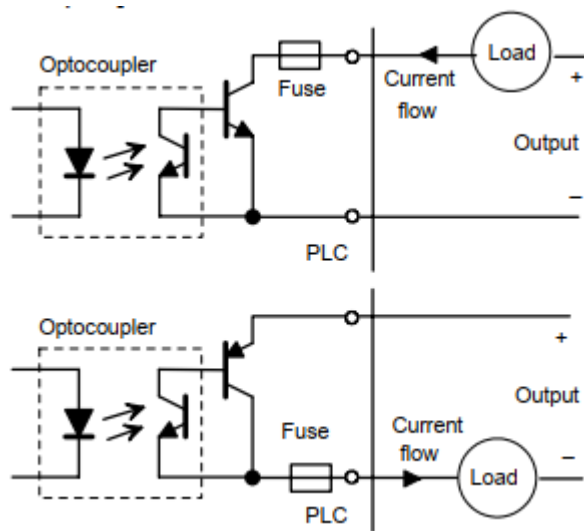 Optocoupler
Fuse
Current
flow
Load
+
Output
–
PLC
Optocoupler
+
Output
Fuse
Current
flow
–
Load
PLC